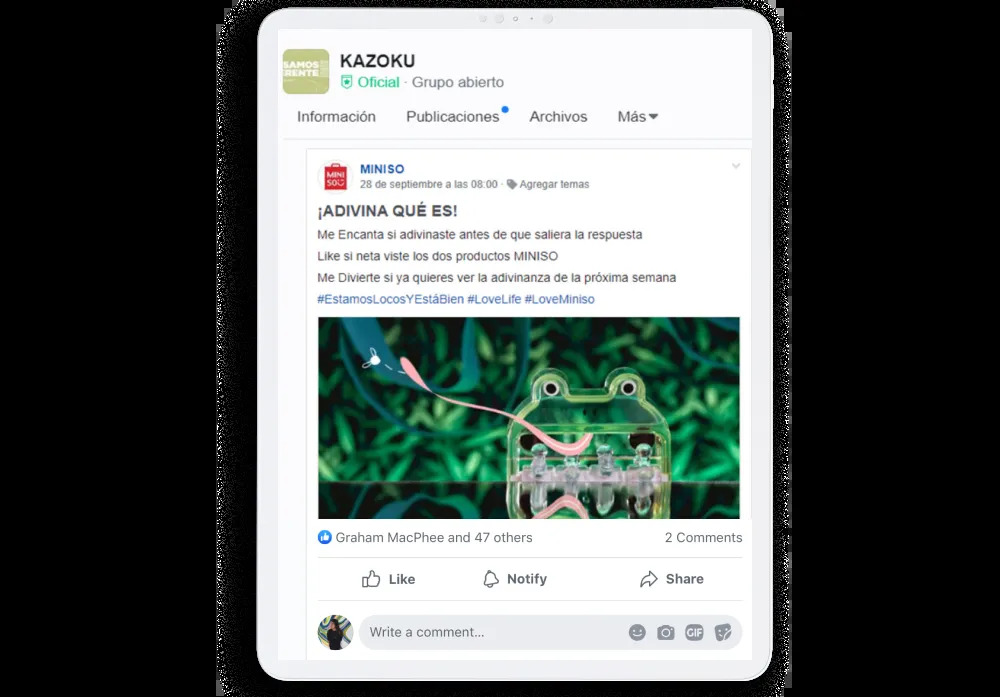 SAMOS
RENTE
KAZOKU
Oficial · Grupo abierto
Información Publicaciones Archivos Más
MINI
SO
MINISO
28 de septiembre a las 08:00 · Agregar temas
¡ADIVINA QUÉ ES!
Me Encanta si adivinaste antes de que saliera la respuesta
Like si neta viste los dos productos MINISO
Me Divierte si ya quieres ver la adivinanza de la próxima semana
#EstamosLocosYEstáBien #LoveLife #LoveMiniso
Graham MacPhee and 47 others 2 Comments
Like Notify Share
Write a comment... GIF